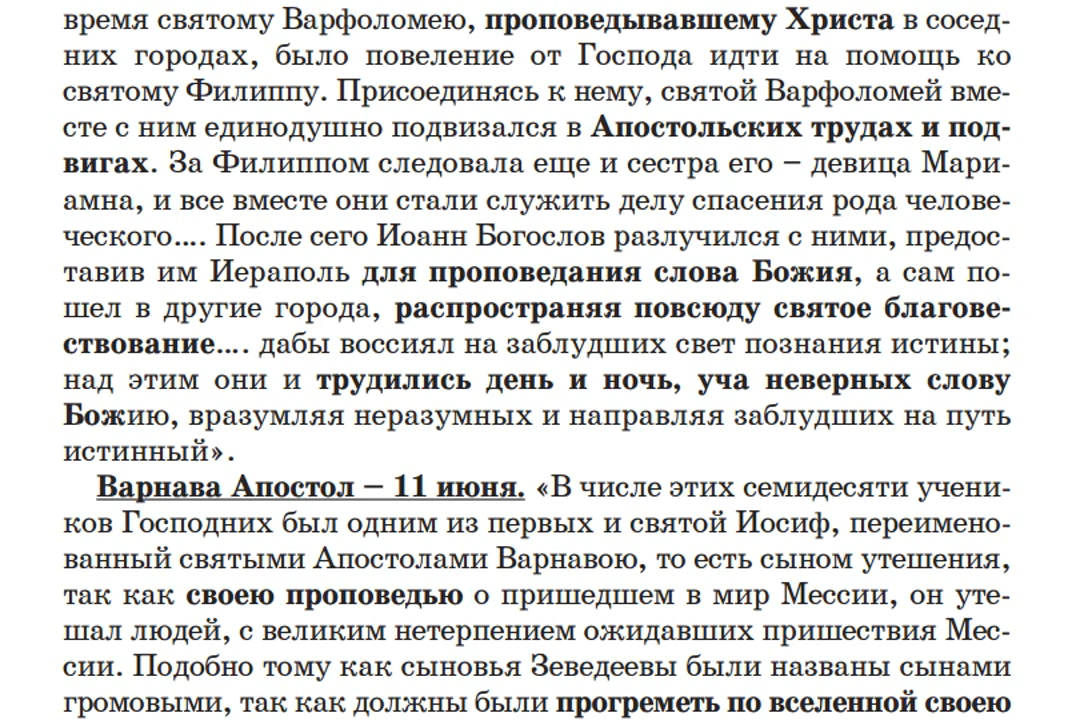 время святому Варфоломею, проповедывавшему Христа в сосед-
них городах, было повеление от Господа идти на помощь ко
святому Филиппу. Присоединясь к нему, святой Варфоломей вме-
сте с ним единодушно подвизался в Апостольских трудах и под-
вигах. За Филиппом следовала еще и сестра его – девица Мари-
амна, и все вместе они стали служить делу спасения рода челове-
ческого.... После сего Иоанн Богослов разлучился с ними, предос-
тавив им Иераполь для проповедания слова Божия, а сам по-
шел в другие города, распространяя повсюду святое благове-
ствование.... дабы воссиял на заблудших свет познания истины;
над этим они и трудились день и ночь, уча неверных слову
Божию, вразумляя неразумных и направляя заблудших на путь
истинный».
Варнава Апостол – 11 июня. «В числе этих семидесяти учени-
ков Господних был одним из первых и святой Иосиф, переимено-
ванный святыми Апостолами Варнавою, то есть сыном утешения,
так как своею проповедью о пришедшем в мир Мессии, он уте-
шал людей, с великим нетерпением ожидавших пришествия Мес-
сии. Подобно тому как сыновья Зеведеевы были названы сынами
громовыми, так как должны были прогреметь по вселенной своею